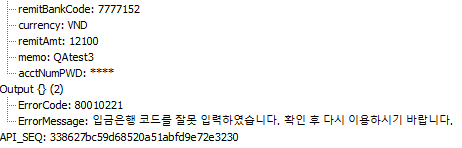 remitBankCode: 7777152
currency: VND
remitAmt: 12100
memo: QAtest3
acctNumPWD: ****
Output {} (2)
ErrorCode: 80010221
ErrorMessage: 입금은행 코드를 잘못 입력하였습니다. 확인 후 다시 이용하시기 바랍니다.
API_SEQ: 338627bc59d68520a51abfd9e72e3230